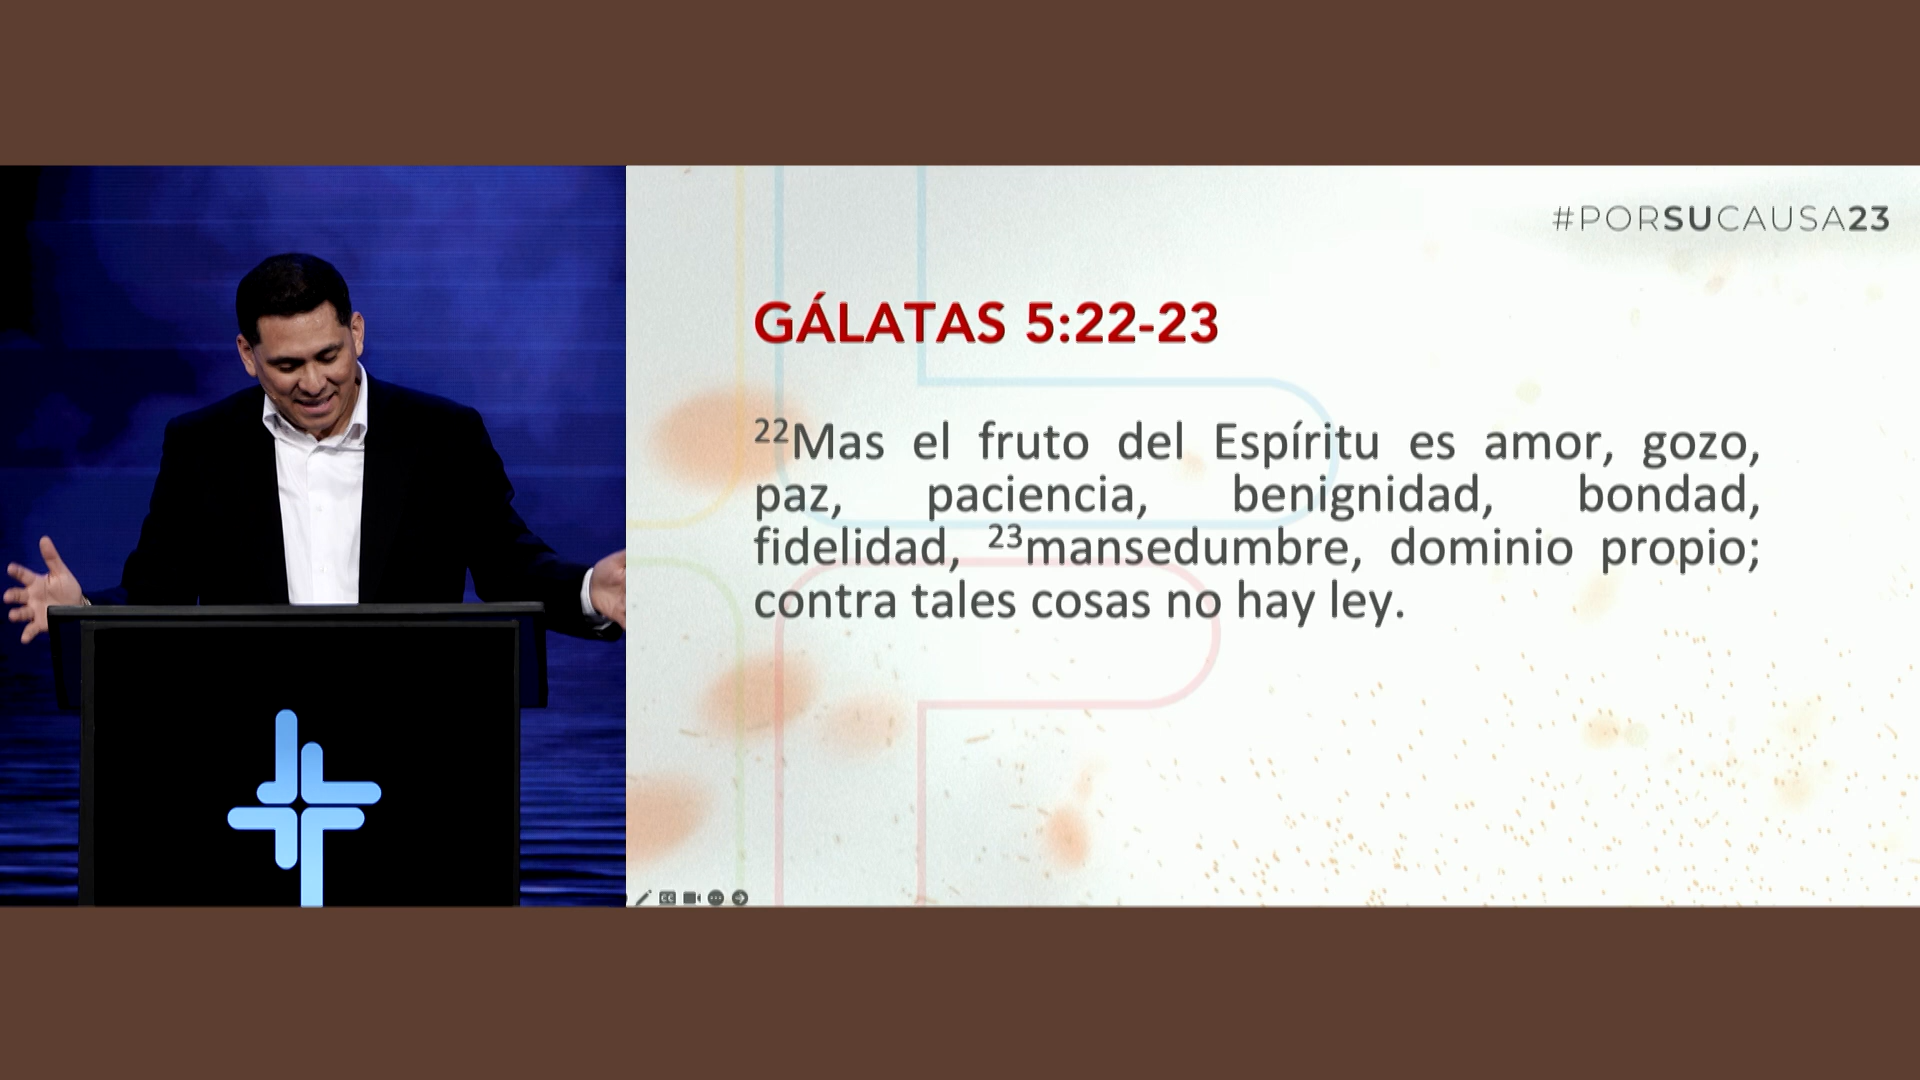 #PORSUCAUSA23
GÁLATAS 5:22-23
²²Mas el fruto del Espíritu es amor, gozo,
paz, paciencia, benignidad, bondad,
fidelidad, ²³mansedumbre, dominio propio;
contra tales cosas no hay ley.
CC